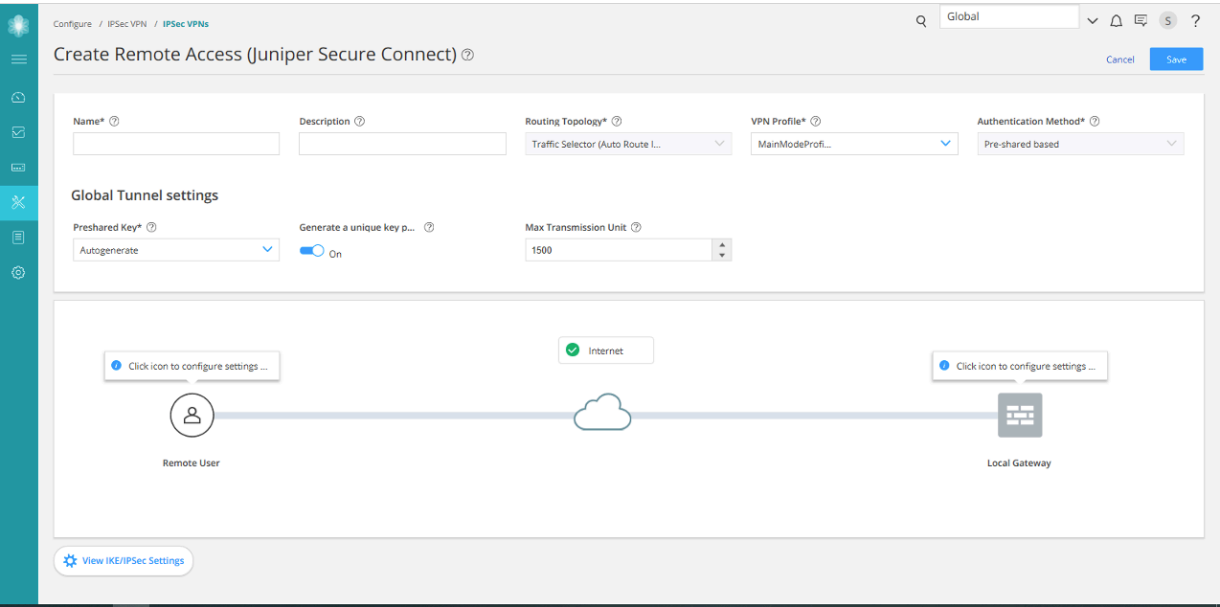 Configure / IPSec VPN / IPSec VPNs
Global
S ?
Create Remote Access (Juniper Secure Connect) ?
Cancel
Save
Name* ?
Description ?
Routing Topology* ?
VPN Profile* ?
Authentication Method* ?
Traffic Selector (Auto Route I...
MainModeProfi...
Pre-shared based
Global Tunnel settings
Preshared Key* ?
Generate a unique key p... ?
Max Transmission Unit ?
Autogenerate
On
1500
Internet
Click icon to configure settings ...
Click icon to configure settings ...
Remote User
Local Gateway
View IKE/IPSec Settings